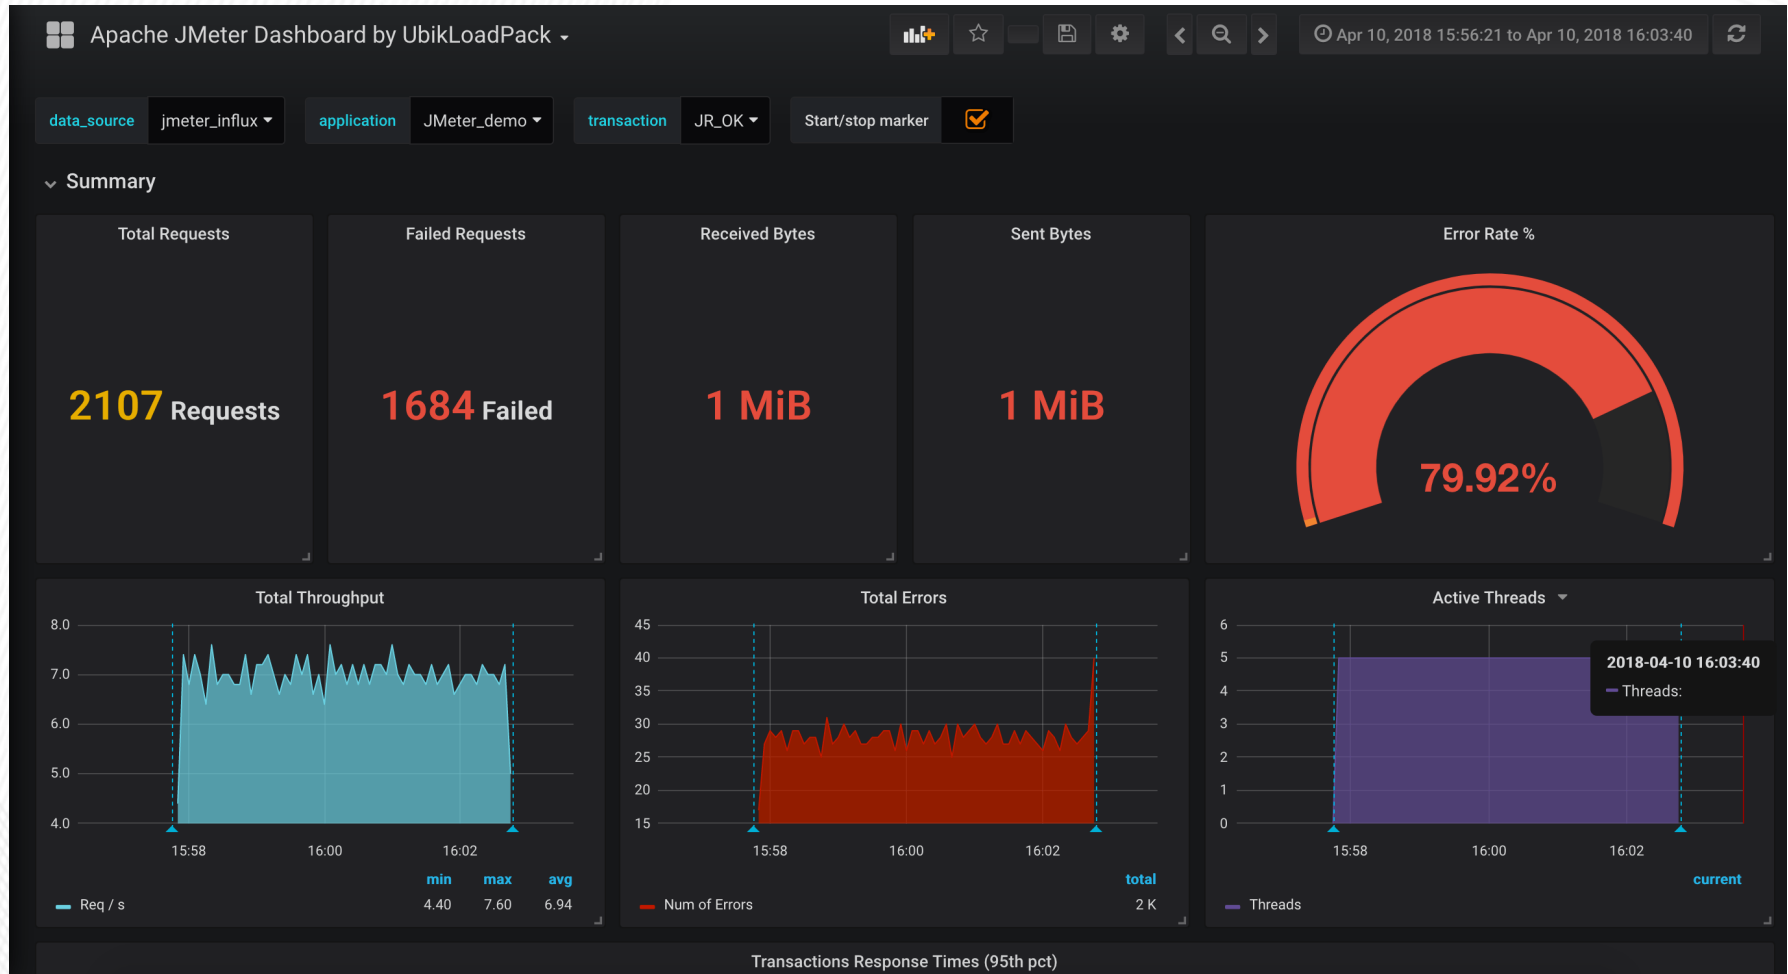 Apache JMeter Dashboard by UbikLoadPack
Apr 10, 2018 15:56:21 to Apr 10, 2018 16:03:40
data_source jmeter_influx application JMeter_demo transaction JR_OK Start/stop marker
Summary
Total Requests
2107 Requests
Failed Requests
1684 Failed
Received Bytes
1 MiB
Sent Bytes
1 MiB
Error Rate %
79.92%
Total Throughput
8.0
7.0
6.0
5.0
4.0
15:58 16:00 16:02
min max avg
Req / s 4.40 7.60 6.94
Total Errors
45
40
35
30
25
20
15
15:58 16:00 16:02
total
Num of Errors 2 K
Active Threads
6
5
4
3
2
1
0
2018-04-10 16:03:40
Threads:
15:58 16:00 16:02
current
Threads
Transactions Response Times (95th pct)